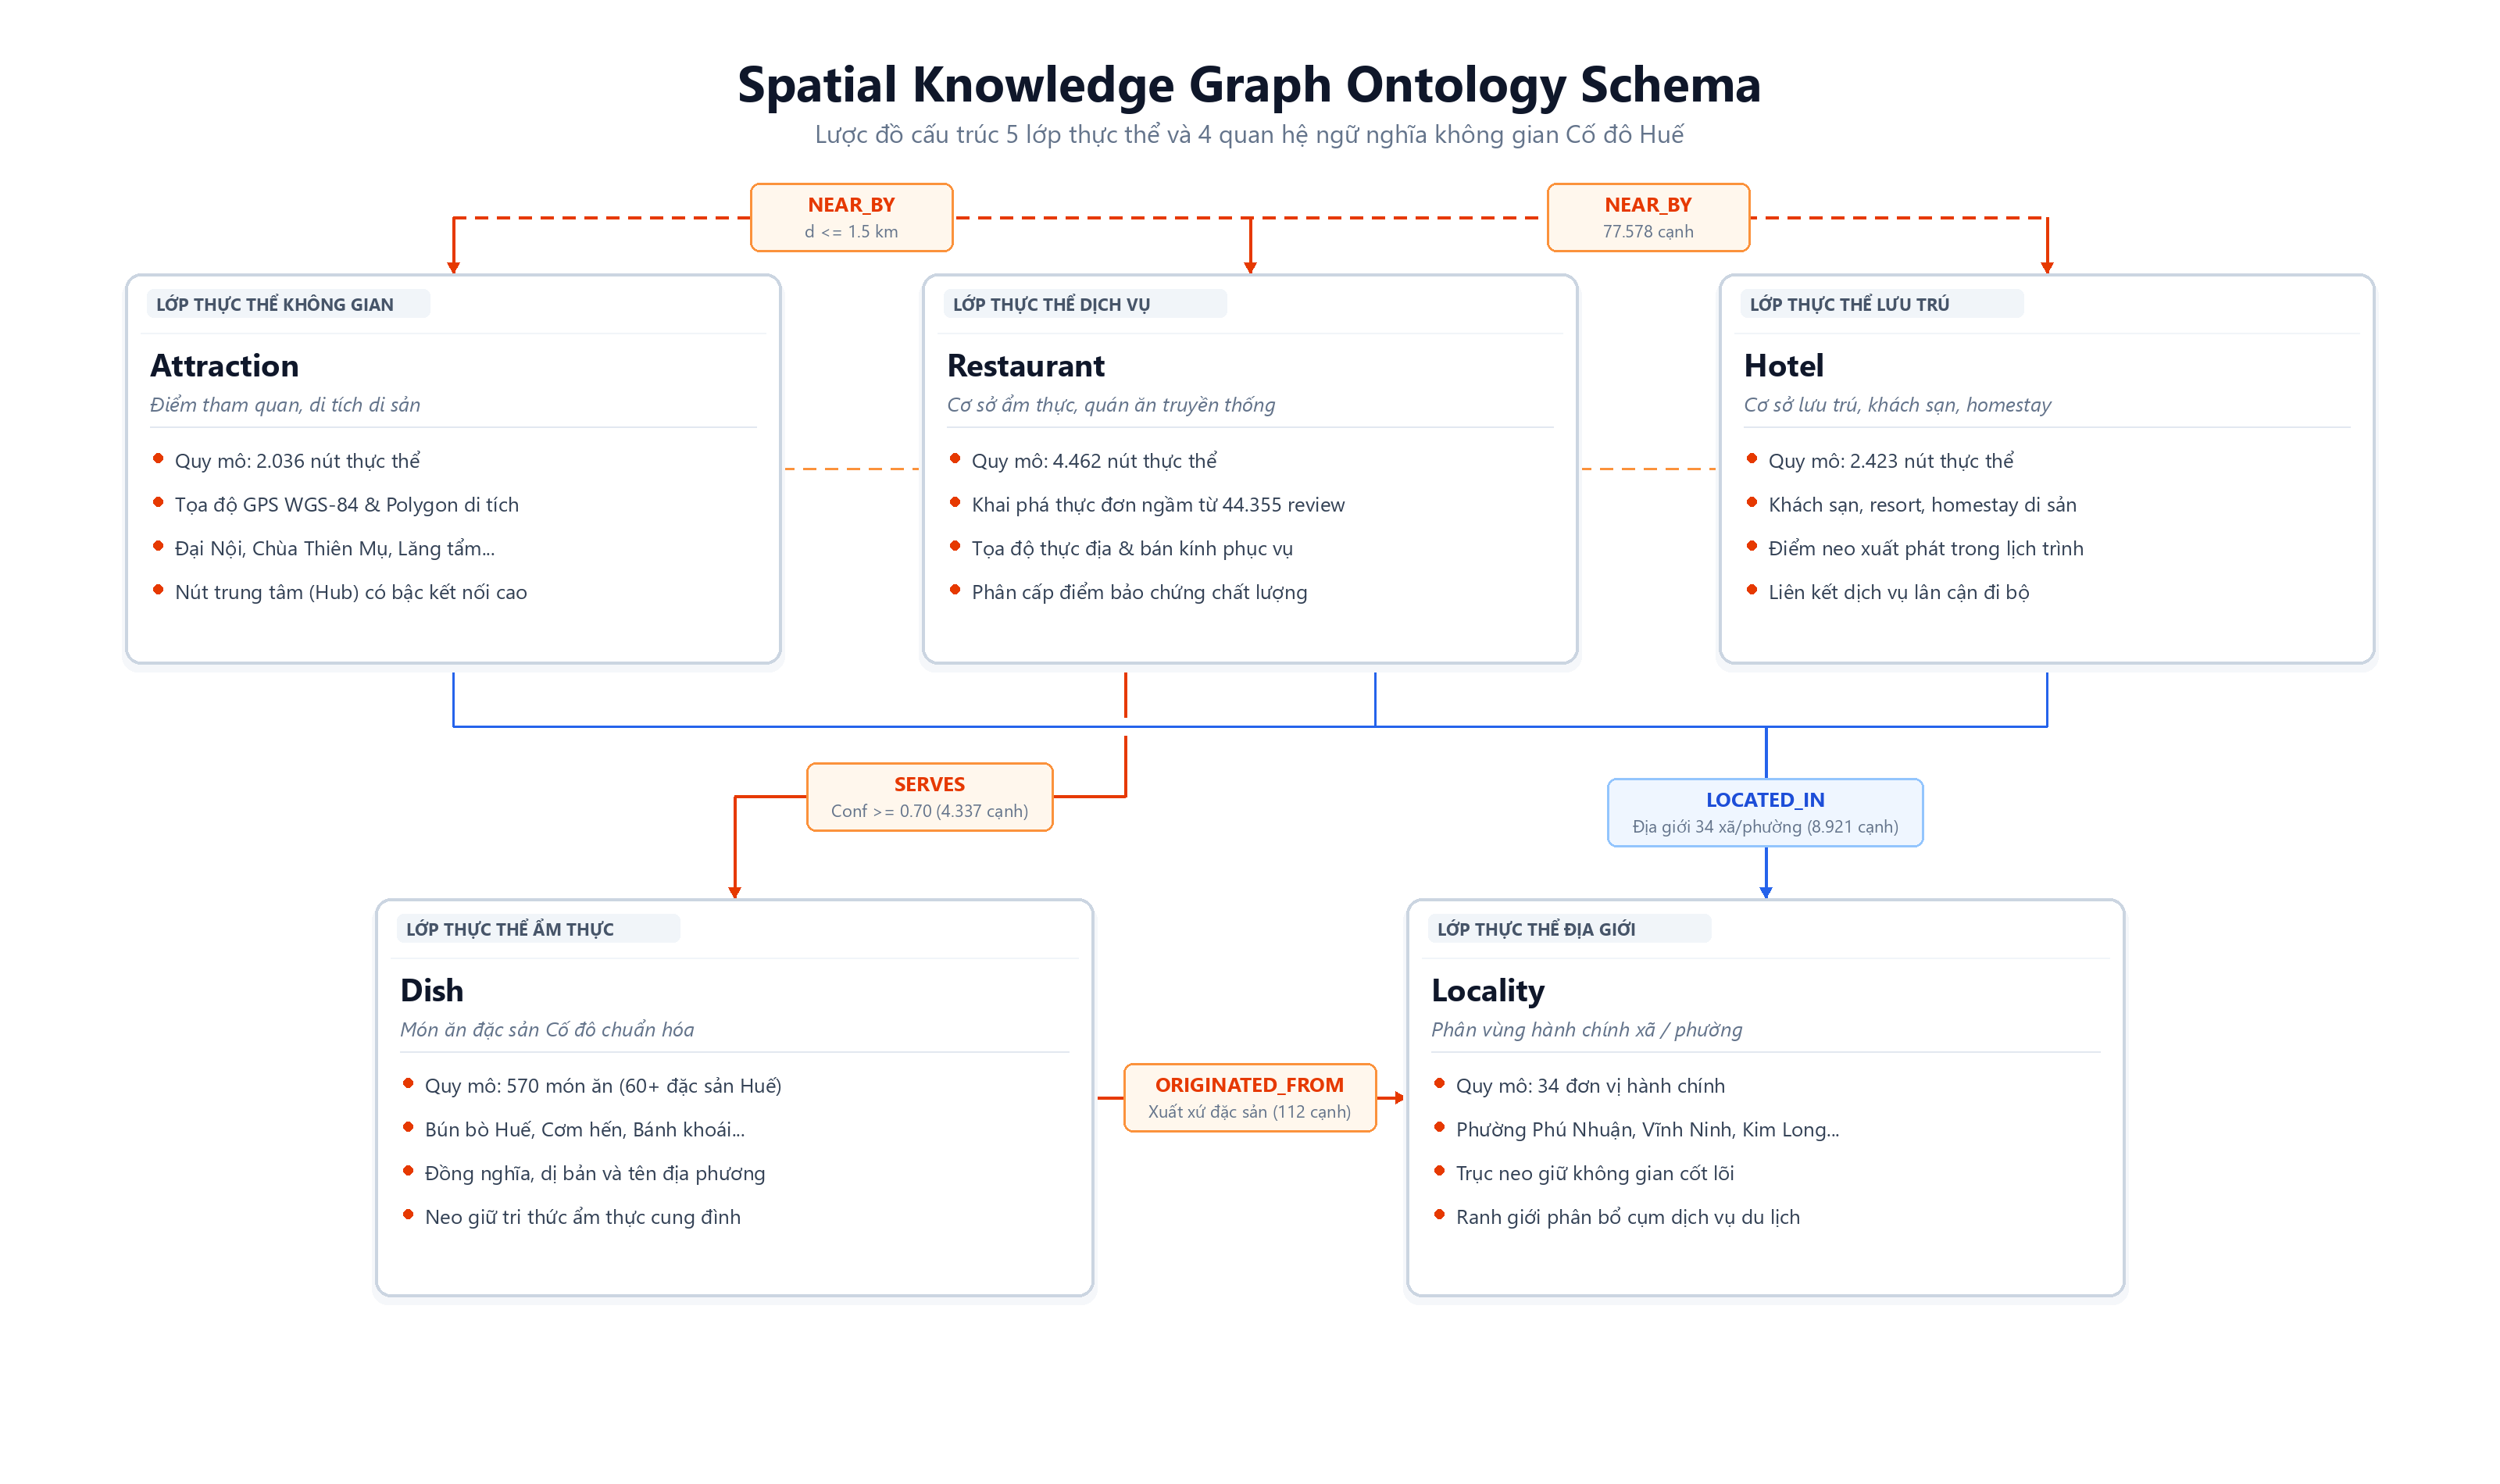 Spatial Knowledge Graph Ontology Schema
Lược đồ cấu trúc 5 lớp thực thể và 4 quan hệ ngữ nghĩa không gian Cố đô Huế
NEAR_BY
d <= 1.5 km
NEAR_BY
77.578 cạnh
LỚP THỰC THỂ KHÔNG GIAN
Attraction
Điểm tham quan, di tích di sản
Quy mô: 2.036 nút thực thể
Tọa độ GPS WGS-84 & Polygon di tích
Đại Nội, Chùa Thiên Mụ, Lăng tẩm...
Nút trung tâm (Hub) có bậc kết nối cao
LỚP THỰC THỂ DỊCH VỤ
Restaurant
Cơ sở ẩm thực, quán ăn truyền thống
Quy mô: 4.462 nút thực thể
Khai phá thực đơn ngầm từ 44.355 review
Tọa độ thực địa & bán kính phục vụ
Phân cấp điểm bảo chứng chất lượng
LỚP THỰC THỂ LƯU TRÚ
Hotel
Cơ sở lưu trú, khách sạn, homestay
Quy mô: 2.423 nút thực thể
Khách sạn, resort, homestay di sản
Điểm neo xuất phát trong lịch trình
Liên kết dịch vụ lân cận đi bộ
SERVES
Conf >= 0.70 (4.337 cạnh)
LOCATED_IN
Địa giới 34 xã/phường (8.921 cạnh)
LỚP THỰC THỂ ẨM THỰC
Dish
Món ăn đặc sản Cố đô chuẩn hóa
Quy mô: 570 món ăn (60+ đặc sản Huế)
Bún bò Huế, Cơm hến, Bánh khoái...
Đồng nghĩa, dị bản và tên địa phương
Neo giữ tri thức ẩm thực cung đình
ORIGINATED_FROM
Xuất xứ đặc sản (112 cạnh)
LỚP THỰC THỂ ĐỊA GIỚI
Locality
Phân vùng hành chính xã / phường
Quy mô: 34 đơn vị hành chính
Phường Phú Nhuận, Vĩnh Ninh, Kim Long...
Trục neo giữ không gian cốt lõi
Ranh giới phân bổ cụm dịch vụ du lịch